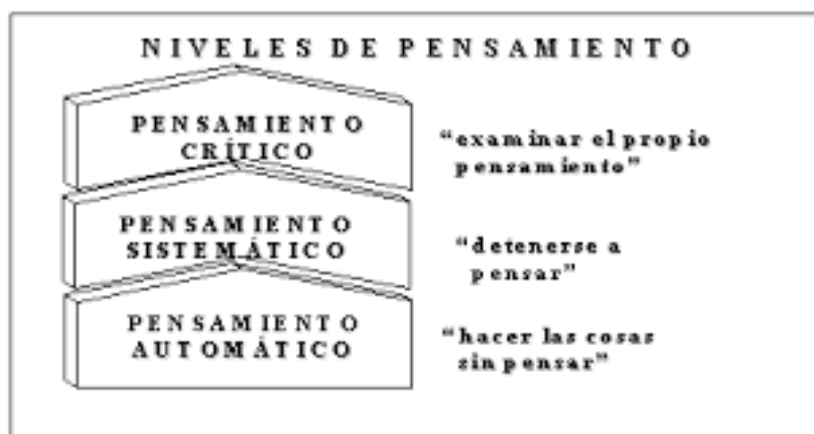 NIVELES DE PENSAMIENTO
PENSAMIENTO
CRÍTICO
“examinar el propio
pensamiento”
PENSAMIENTO
SISTEMÁTICO
“detenerse a
pensar”
PENSAMIENTO
AUTOMÁTICO
“hacer las cosas
sin pensar”